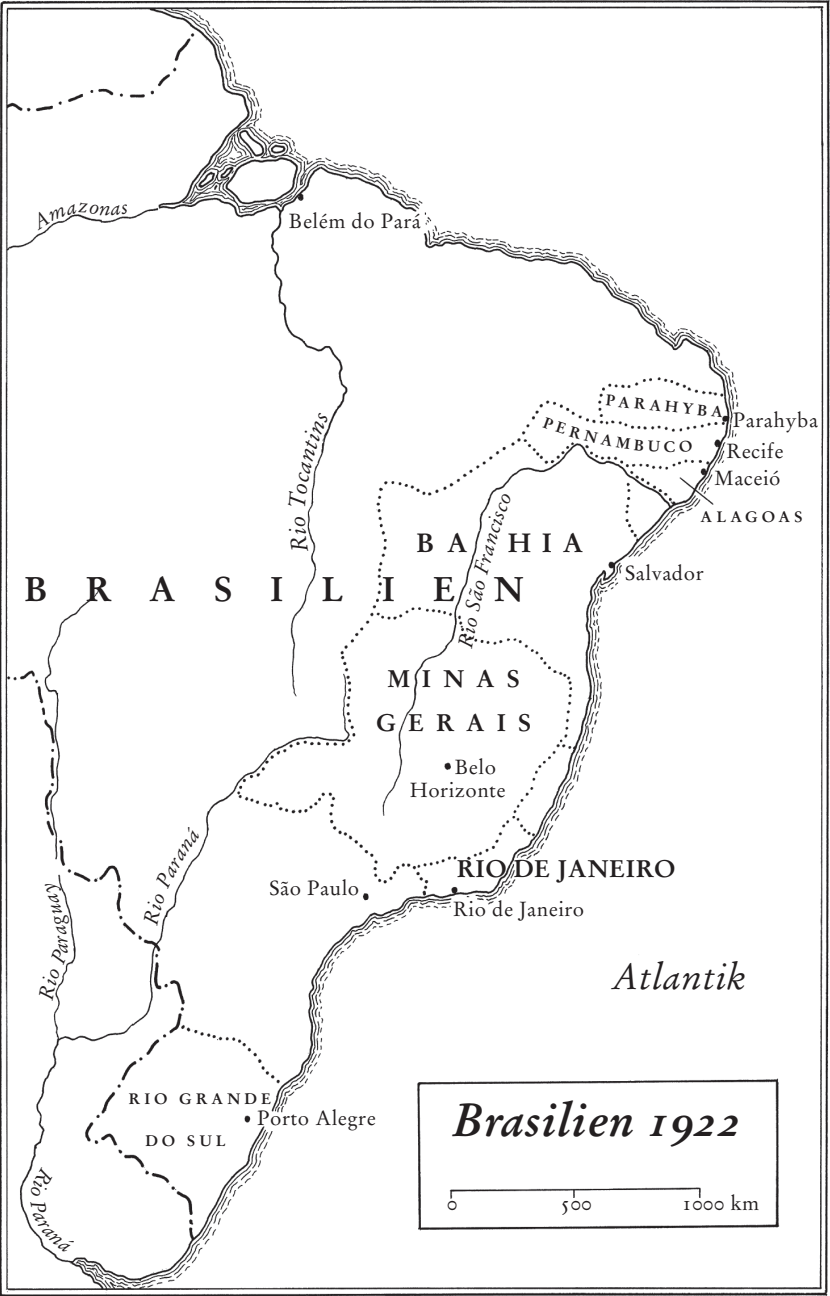 Amazonas
Belém do Pará
PARAHYBA
Parahyba
PERNAMBUCO
Recife
Maceió
ALAGOAS
Rio Tocantins
Rio São Francisco
BAHIA
Salvador
BRASILIEN
MINAS
GERAIS
Belo
Horizonte
RIO DE JANEIRO
São Paulo
Rio de Janeiro
Rio Paraná
Rio Paraguay
Atlantik
RIO GRANDE
DO SUL
Porto Alegre
Rio Paraná
Brasilien 1922
0 500 1000 km